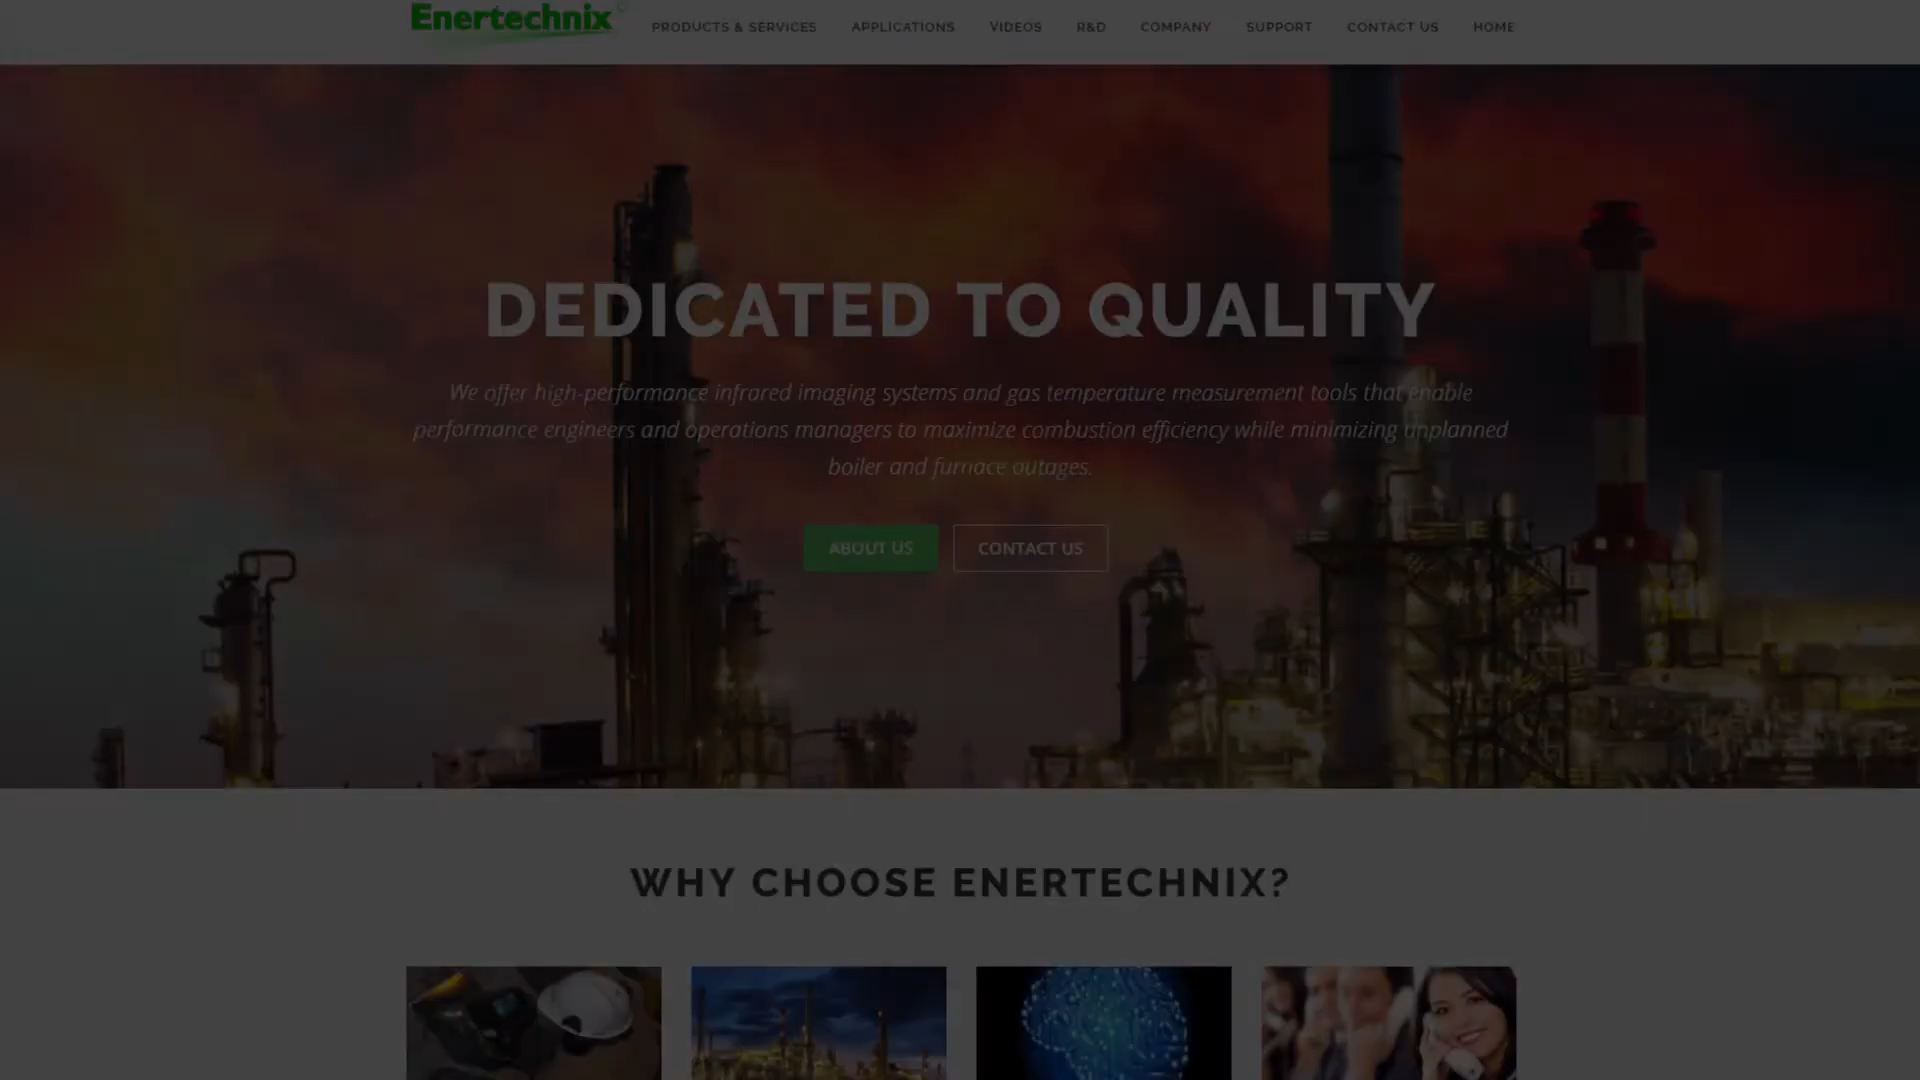 Enertechnix
PRODUCTS & SERVICES APPLICATIONS VIDEOS R&D COMPANY SUPPORT CONTACT US HOME
DEDICATED TO QUALITY
We offer high-performance infrared imaging systems and gas temperature measurement tools that enable
performance engineers and operations managers to maximize combustion efficiency while minimizing unplanned
boiler and furnace outages.
ABOUT US CONTACT US
WHY CHOOSE ENERTECHNIX?